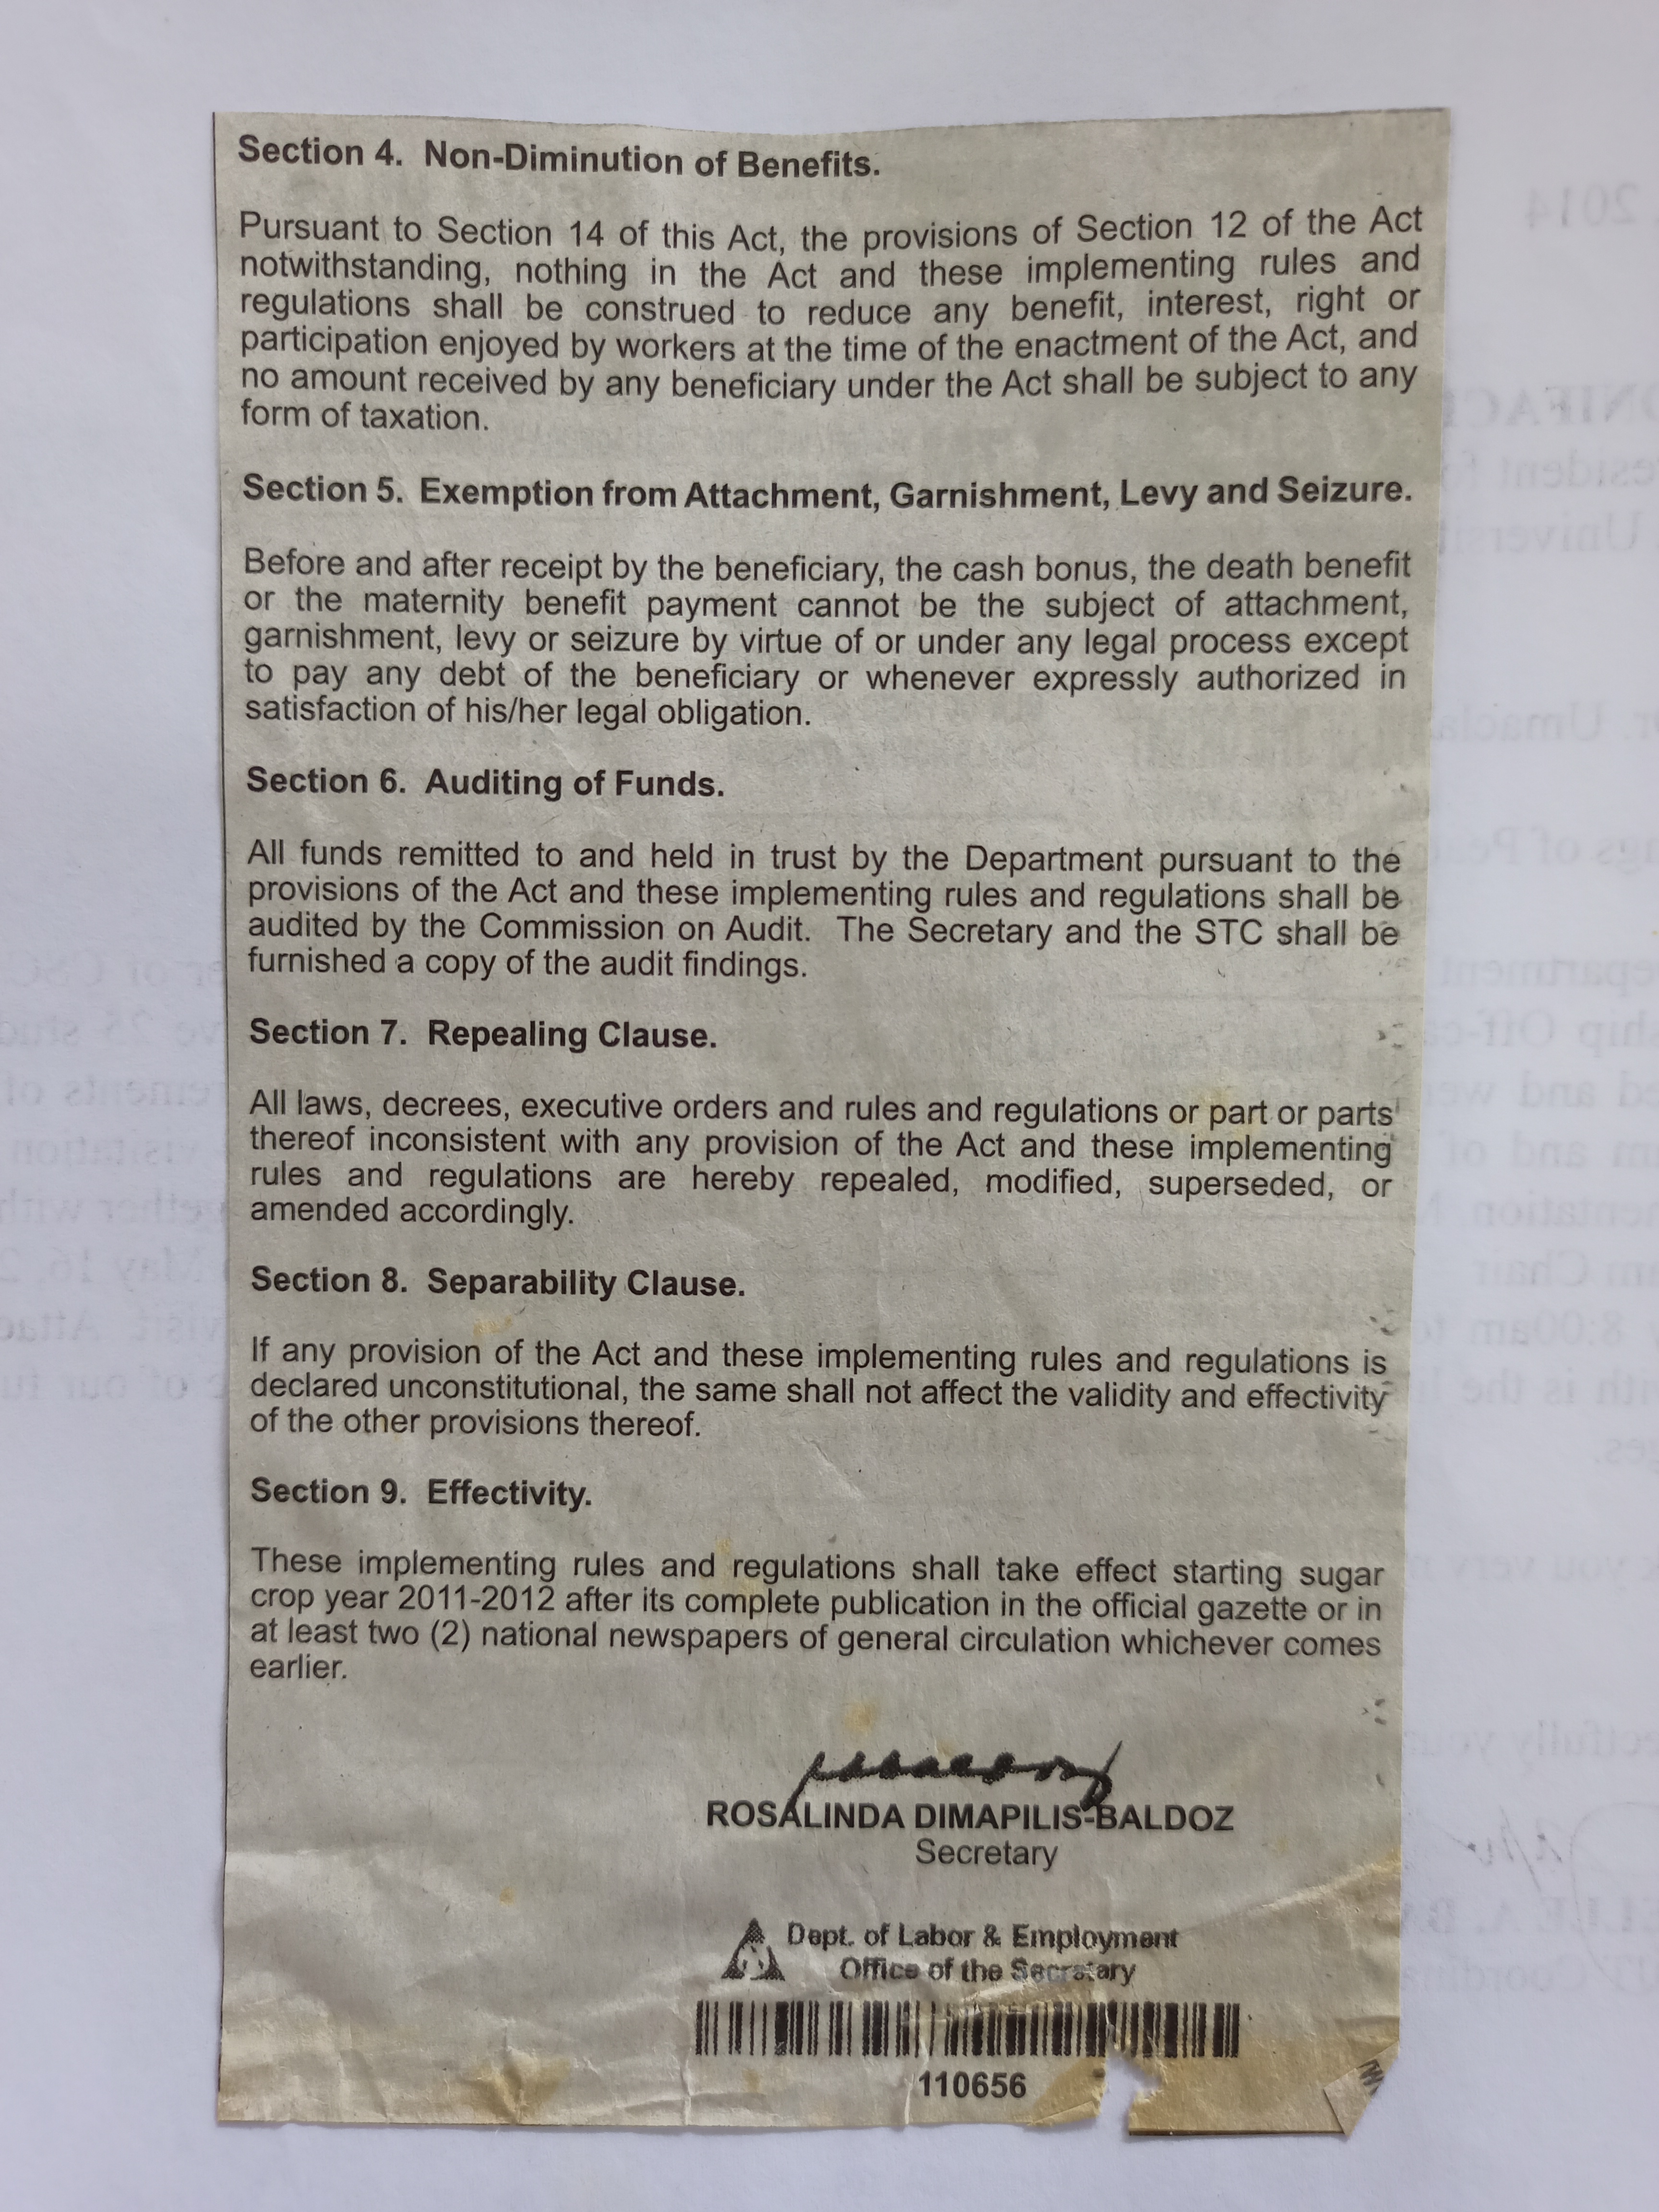 Section 4. Non-Diminution of Benefits.
Pursuant to Section 14 of this Act, the provisions of Section 12 of the Act
notwithstanding, nothing in the Act and these implementing rules and
regulations shall be construed to reduce any benefit, interest, right or
participation enjoyed by workers at the time of the enactment of the Act, and
no amount received by any beneficiary under the Act shall be subject to any
form of taxation.
Section 5. Exemption from Attachment, Garnishment, Levy and Seizure.
Before and after receipt by the beneficiary, the cash bonus, the death benefit
or the maternity benefit payment cannot be the subject of attachment,
garnishment, levy or seizure by virtue of or under any legal process except
to pay any debt of the beneficiary or whenever expressly authorized in
satisfaction of his/her legal obligation.
Section 6. Auditing of Funds.
All funds remitted to and held in trust by the Department pursuant to the
provisions of the Act and these implementing rules and regulations shall be
audited by the Commission on Audit. The Secretary and the STC shall be
furnished a copy of the audit findings.
Section 7. Repealing Clause.
All laws, decrees, executive orders and rules and regulations or part or parts
thereof inconsistent with any provision of the Act and these implementing
rules and regulations are hereby repealed, modified, superseded, or
amended accordingly.
Section 8. Separability Clause.
If any provision of the Act and these implementing rules and regulations is
declared unconstitutional, the same shall not affect the validity and effectivity
of the other provisions thereof.
Section 9. Effectivity.
These implementing rules and regulations shall take effect starting sugar
crop year 2011-2012 after its complete publication in the official gazette or in
at least two (2) national newspapers of general circulation whichever comes
earlier.
ROSALINDA DIMAPILIS-BALDOZ
Secretary
Dept. of Labor & Employment
Office of the Secretary
110656